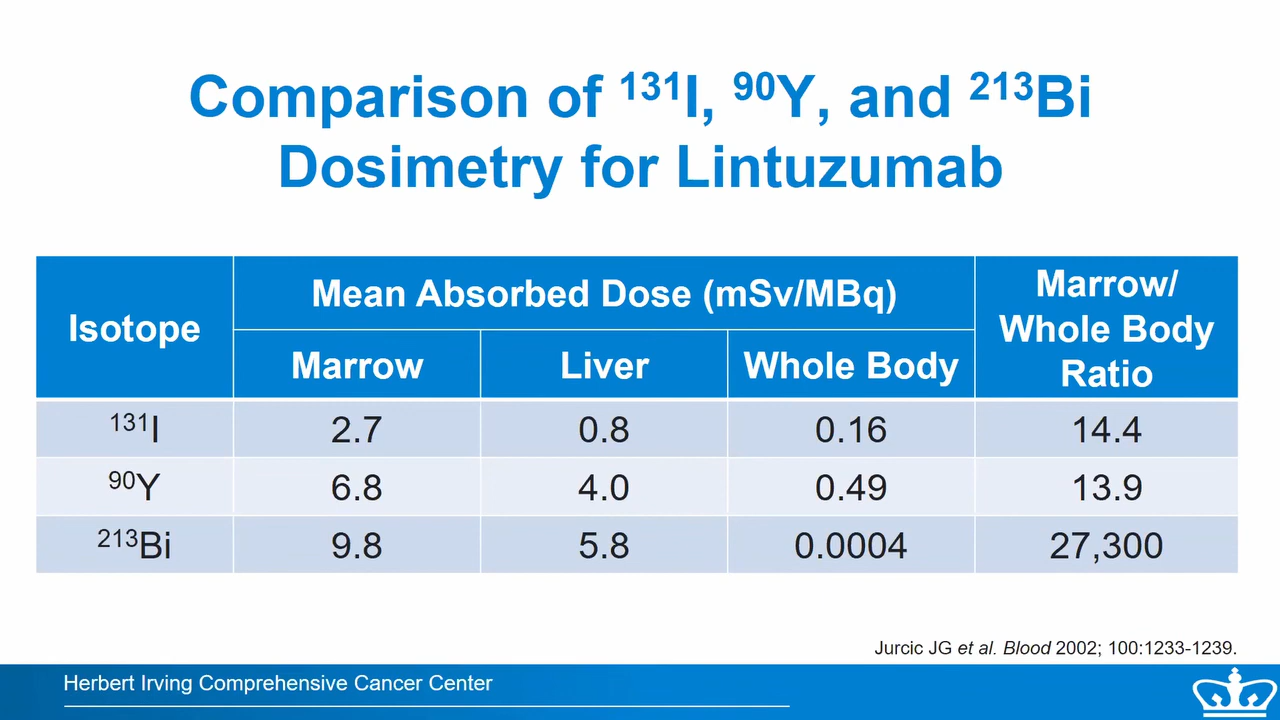 Comparison of ¹³¹I, ⁹⁰Y, and ²¹³Bi
Dosimetry for Lintuzumab
Isotope
Mean Absorbed Dose (mSv/MBq)
Marrow/
Whole Body
Ratio
Marrow Liver Whole Body
¹³¹I 2.7 0.8 0.16 14.4
⁹⁰Y 6.8 4.0 0.49 13.9
²¹³Bi 9.8 5.8 0.0004 27,300
Jurcic JG et al. Blood 2002; 100:1233-1239.
Herbert Irving Comprehensive Cancer Center